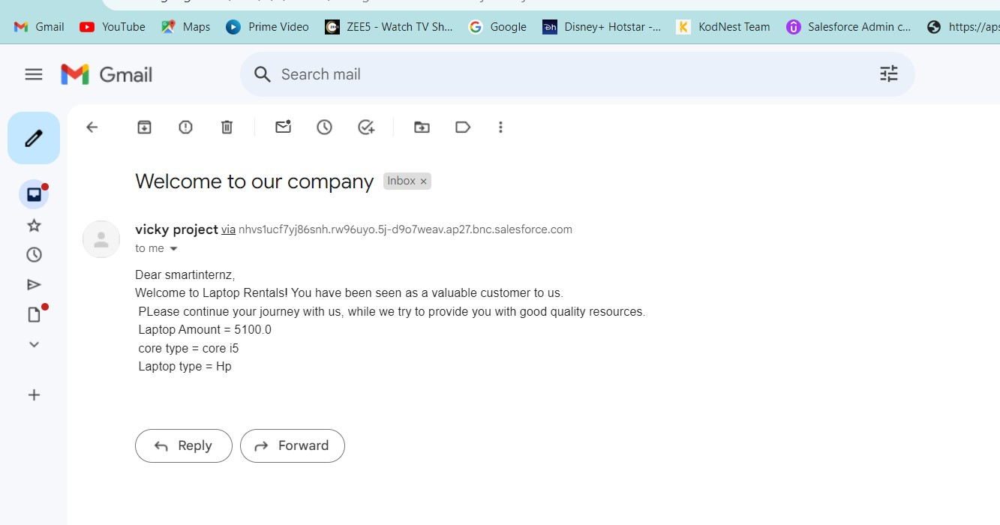 Gmail YouTube Maps Prime Video ZEE5 - Watch TV Sh... Google Disney+ Hotstar -... KodNest Team Salesforce Admin c... https://aps
Gmail Search mail
Welcome to our company Inbox ×
vicky project via nhvs1ucf7yj86snh.rw96uyo.5j-d9o7weav.ap27.bnc.salesforce.com
to me
Dear smartinternz,
Welcome to Laptop Rentals! You have been seen as a valuable customer to us.
PLease continue your journey with us, while we try to provide you with good quality resources.
Laptop Amount = 5100.0
core type = core i5
Laptop type = Hp
Reply Forward